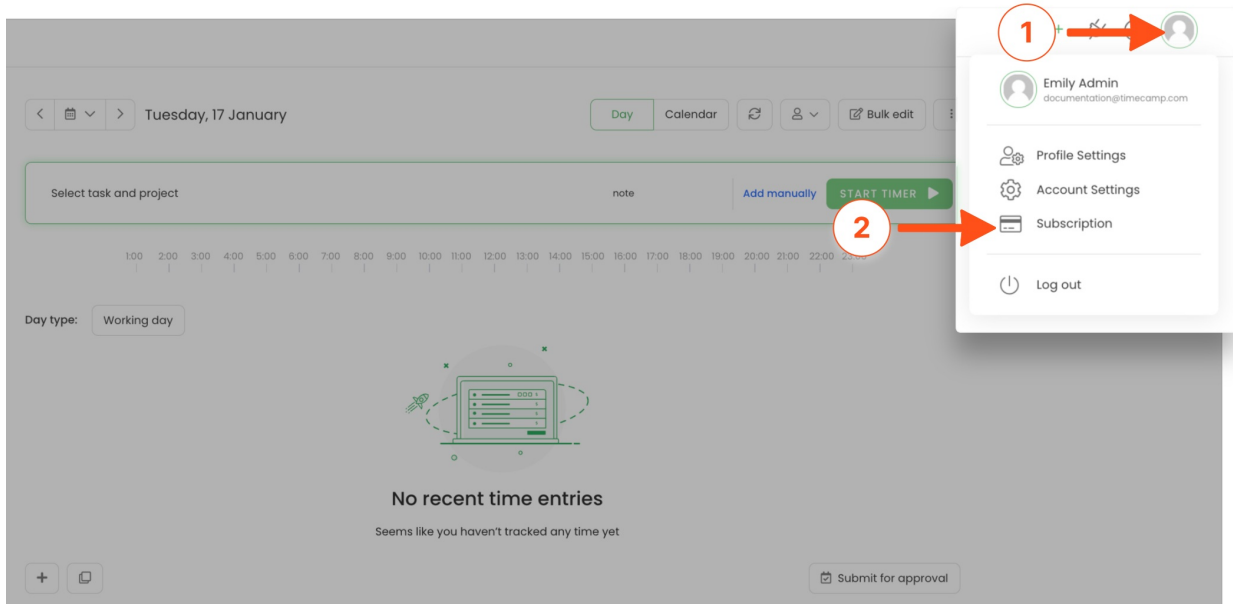 1
Emily Admin
documentation@timecamp.com
Tuesday, 17 January
Day
Calendar
Bulk edit
Profile Settings
Account Settings
Subscription
Log out
Select task and project
note
Add manually
START TIMER
2
1:00 2:00 3:00 4:00 5:00 6:00 7:00 8:00 9:00 10:00 11:00 12:00 13:00 14:00 15:00 16:00 17:00 18:00 19:00 20:00 21:00 22:00 23:00
Day type:
Working day
No recent time entries
Seems like you haven't tracked any time yet
Submit for approval